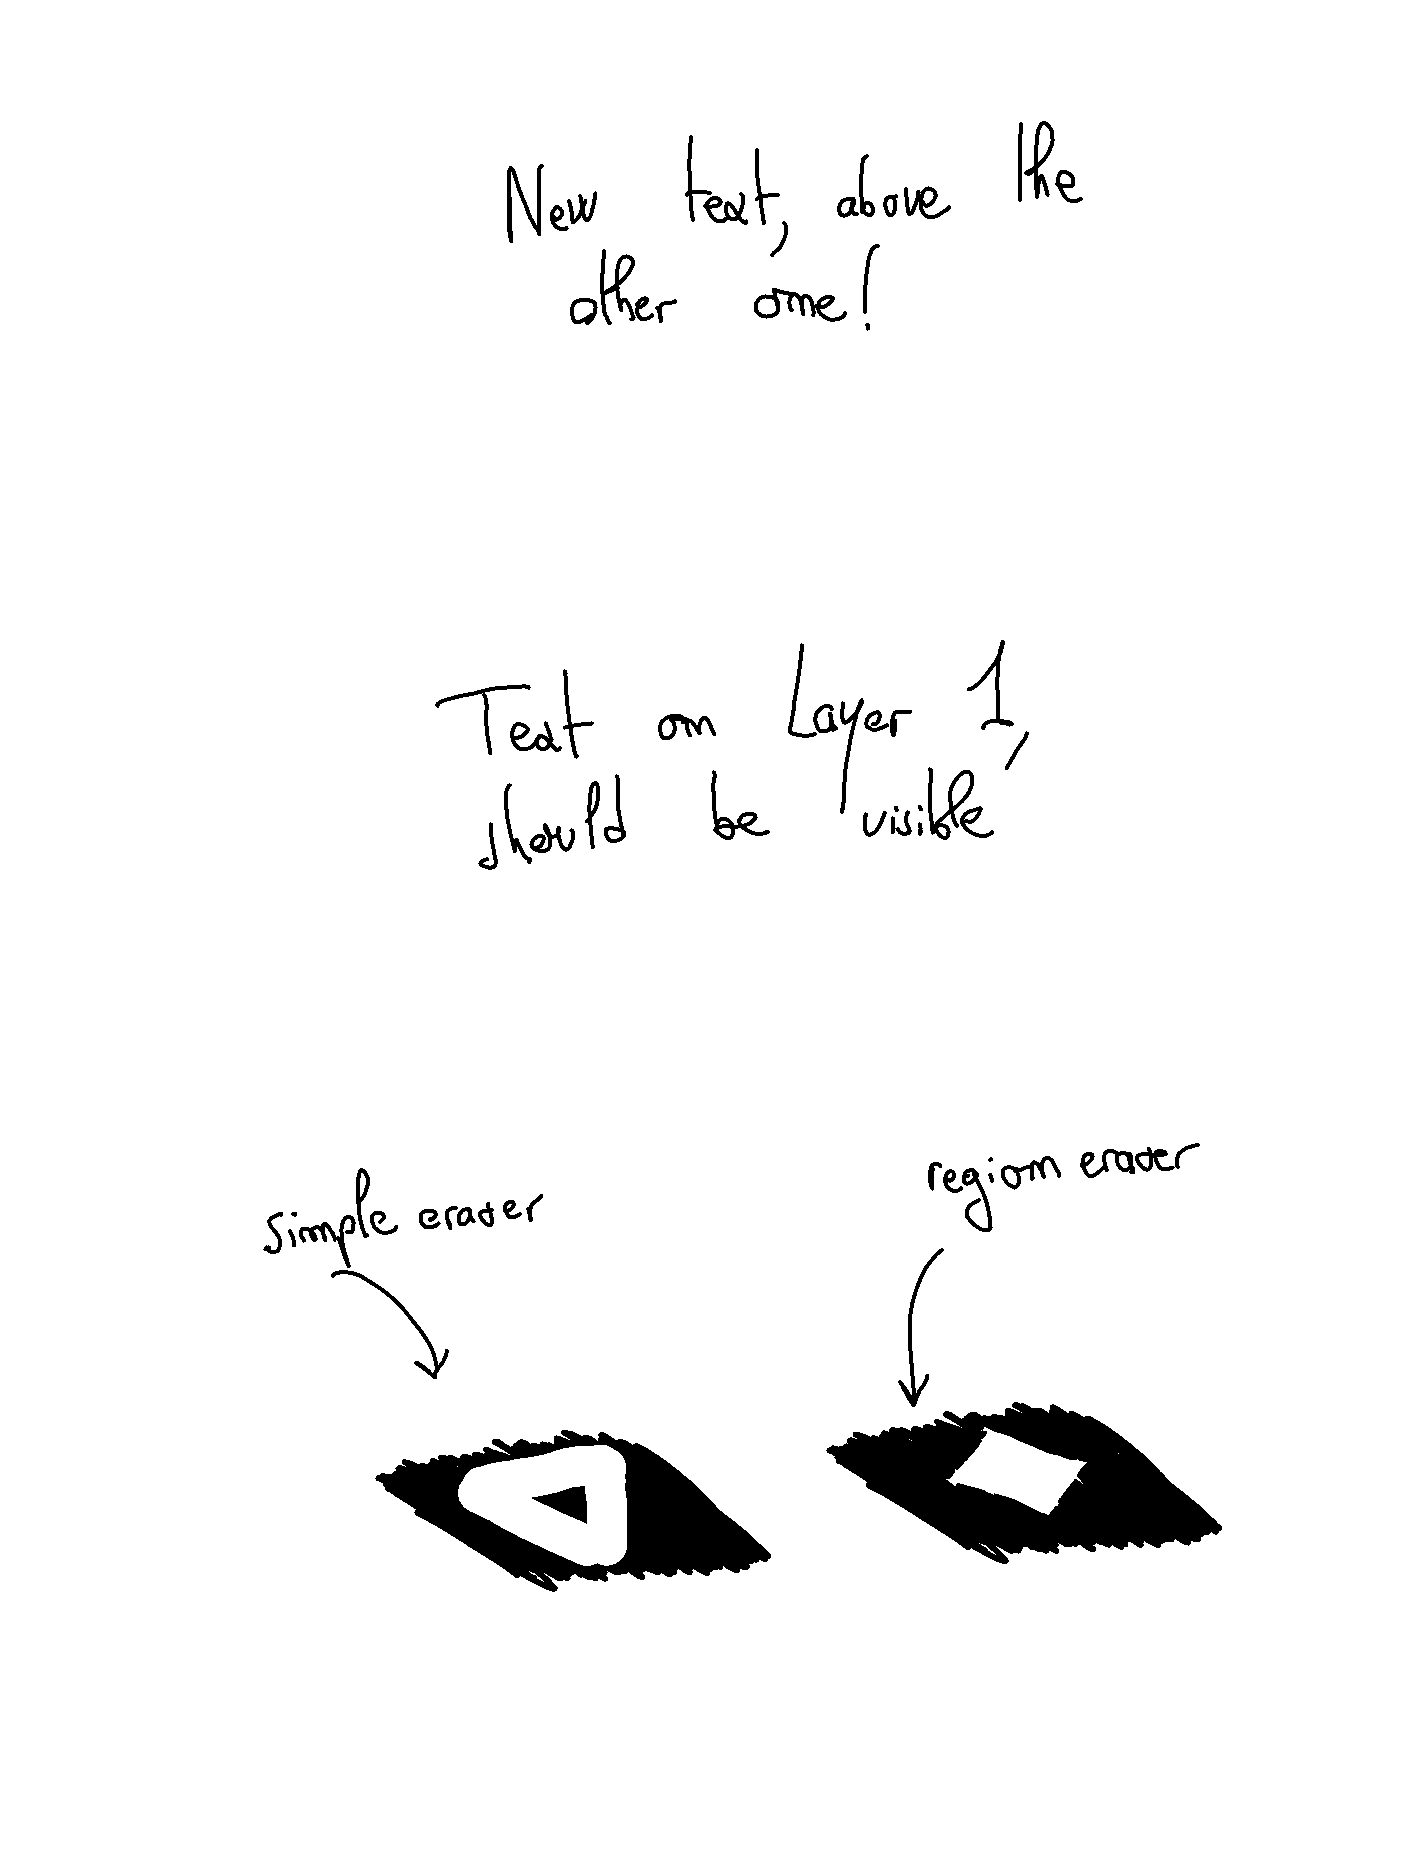 New text, above the
other one!
Text on Layer 1,
should be visible
simple eraser
region eraser